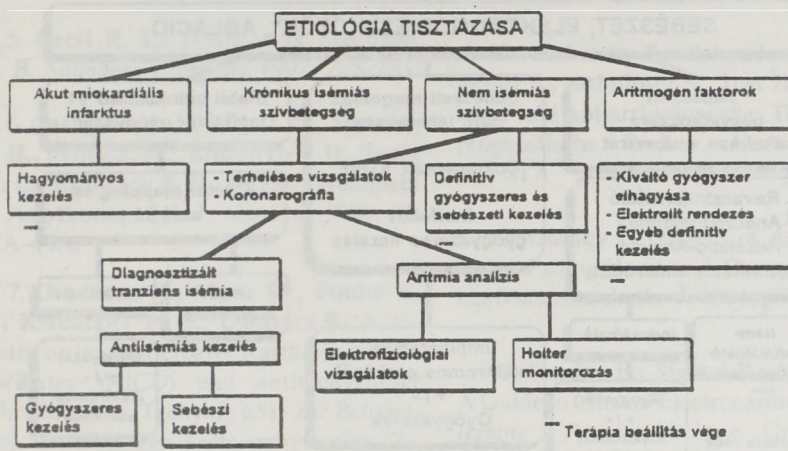 ETIOLÓGIA TISZTÁZÁSA
Akut miokardiális
infarktus
Krónikus isémiás
szívbetegség
Nem isémiás
szívbetegség
Aritmogen faktorok
Hagyományos
kezelés
- Terheléses vizsgálatok
- Koronarográfia
Definitív
gyógyszeres és
sebészeti kezelés
- Kiváltó gyógyszer
elhagyása
- Elektrolit rendezés
- Egyéb definitív
kezelés
Diagnosztizált
tranziens isémia
Aritmia analízis
Antiisémiás kezelés
Elektrofiziológiai
vizsgálatok
Holter
monitorozás
Gyógyszeres
kezelés
Sebészi
kezelés
Terápia beállítás vége